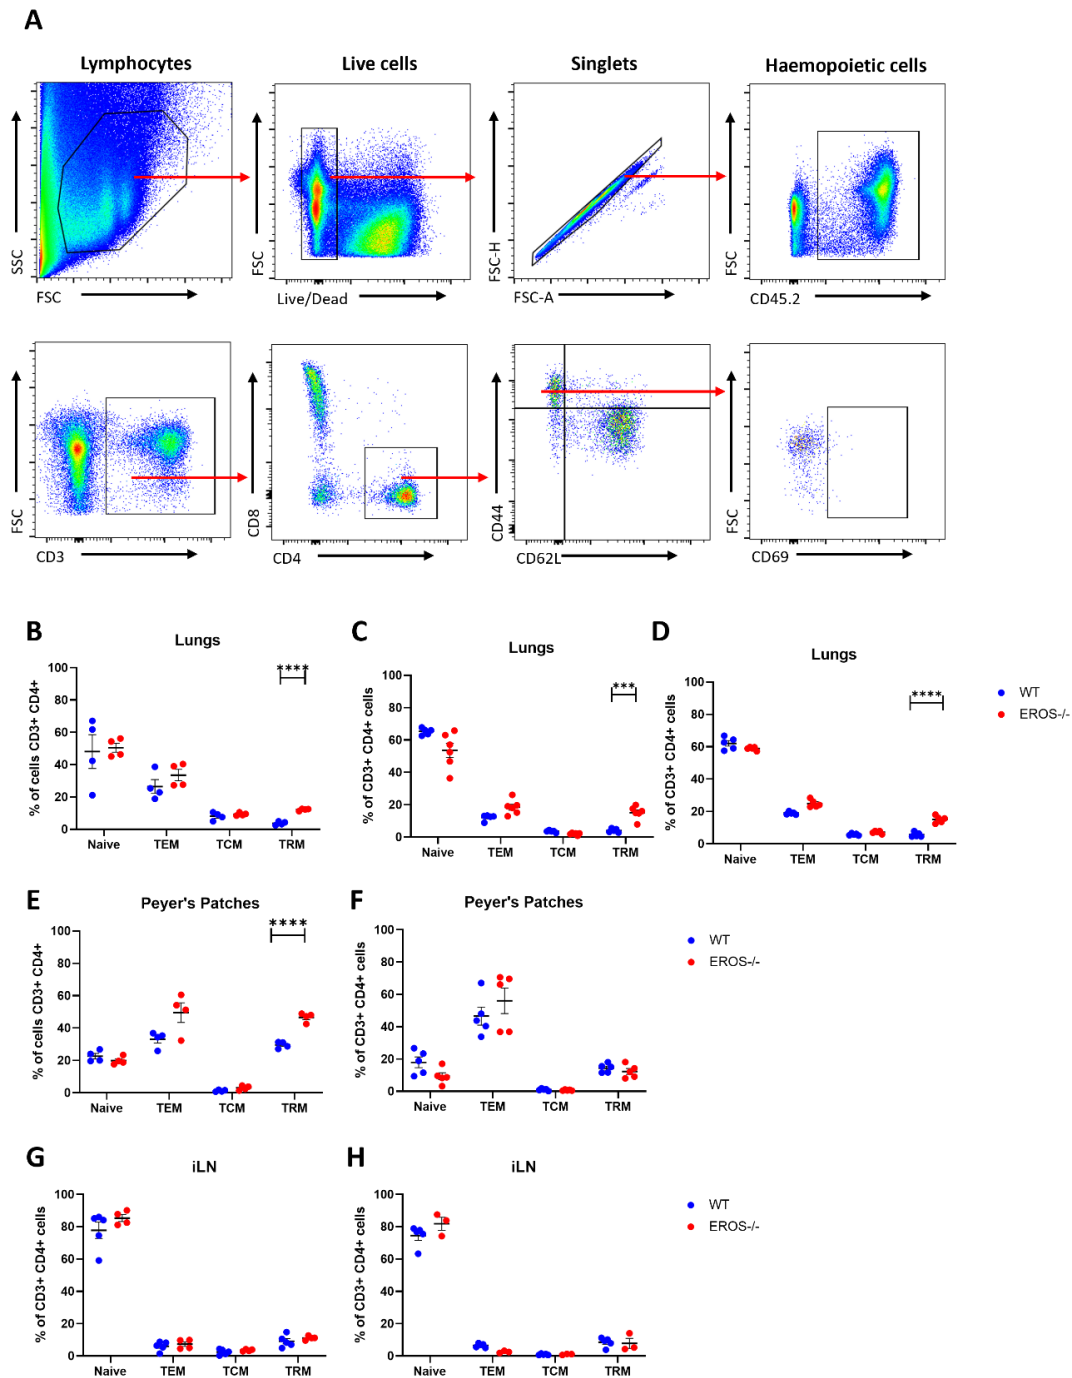 A
Lymphocytes
Live cells
Singlets
Haemopoietic cells
SSC
FSC
FSC
Live/Dead
FSC-H
FSC-A
FSC
CD45.2
FSC
CD3
CD8
CD4
CD44
CD62L
FSC
CD69
B
Lungs
% of cells CD3+ CD4+
100
80
60
40
20
0
****
Naive
TEM
TCM
TRM
C
Lungs
% of CD3+ CD4+ cells
100
80
60
40
20
0
***
Naive
TEM
TCM
TRM
D
Lungs
% of CD3+ CD4+ cells
100
80
60
40
20
0
****
Naive
TEM
TCM
TRM
WT
EROS-/-
E
Peyer's Patches
% of cells CD3+ CD4+
100
80
60
40
20
0
****
Naive
TEM
TCM
TRM
F
Peyer's Patches
% of CD3+ CD4+ cells
100
80
60
40
20
0
Naive
TEM
TCM
TRM
WT
EROS-/-
G
iLN
% of CD3+ CD4+ cells
100
80
60
40
20
0
Naive
TEM
TCM
TRM
H
iLN
% of CD3+ CD4+ cells
100
80
60
40
20
0
Naive
TEM
TCM
TRM
WT
EROS-/-